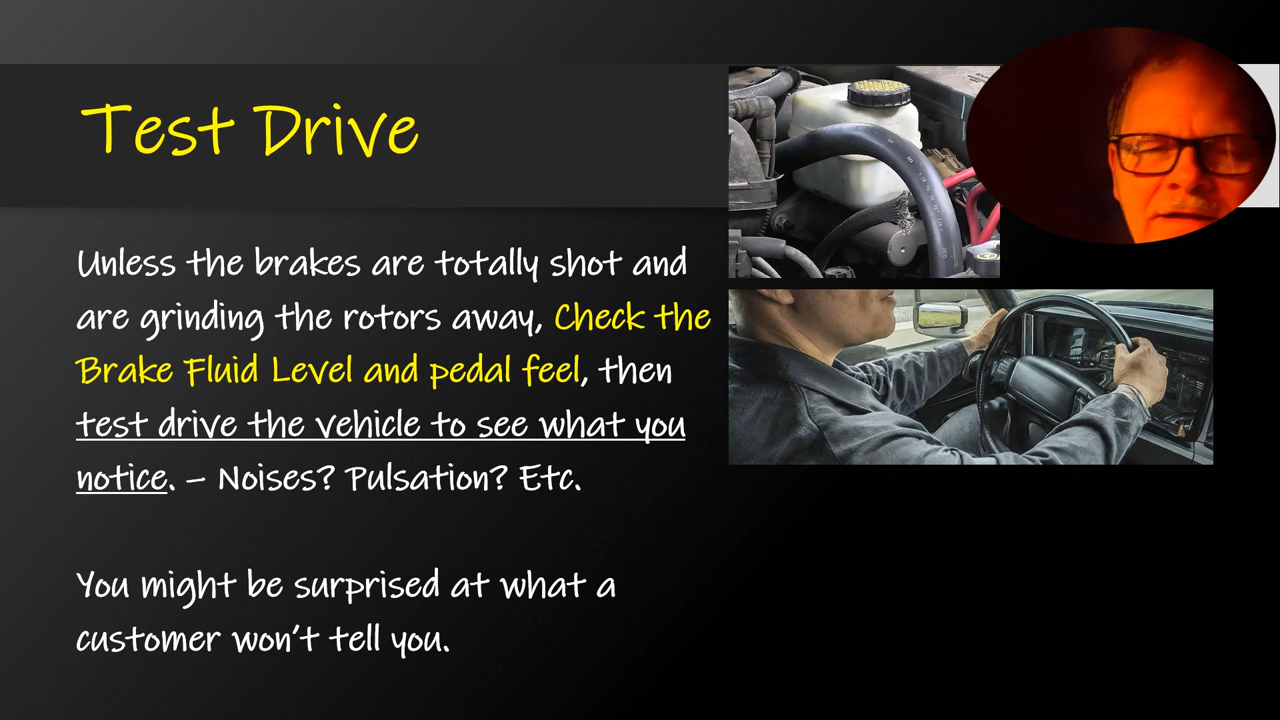 Test Drive
Unless the brakes are totally shot and
are grinding the rotors away, Check the
Brake Fluid Level and pedal feel, then
test drive the vehicle to see what you
notice. – Noises? Pulsation? Etc.
You might be surprised at what a
customer won't tell you.